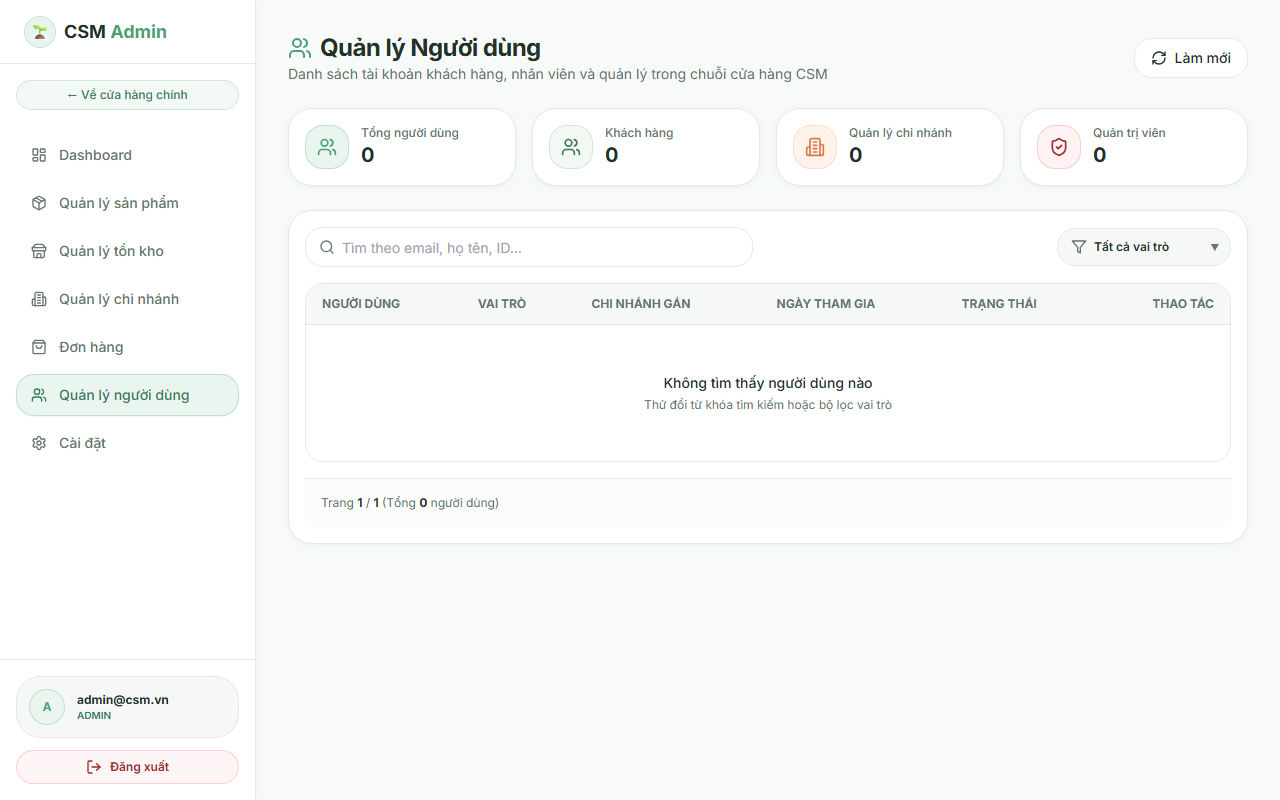 CSM Admin
← Về cửa hàng chính
Dashboard
Quản lý sản phẩm
Quản lý tồn kho
Quản lý chi nhánh
Đơn hàng
Quản lý người dùng
Cài đặt
A
admin@csm.vn
ADMIN
Đăng xuất
Quản lý Người dùng
Danh sách tài khoản khách hàng, nhân viên và quản lý trong chuỗi cửa hàng CSM
Làm mới
Tổng người dùng
0
Khách hàng
0
Quản lý chi nhánh
0
Quản trị viên
0
Tìm theo email, họ tên, ID...
Tất cả vai trò ▼
NGƯỜI DÙNG VAI TRÒ CHI NHÁNH GÁN NGÀY THAM GIA TRẠNG THÁI THAO TÁC
Không tìm thấy người dùng nào
Thử đổi từ khóa tìm kiếm hoặc bộ lọc vai trò
Trang 1 / 1 (Tổng 0 người dùng)